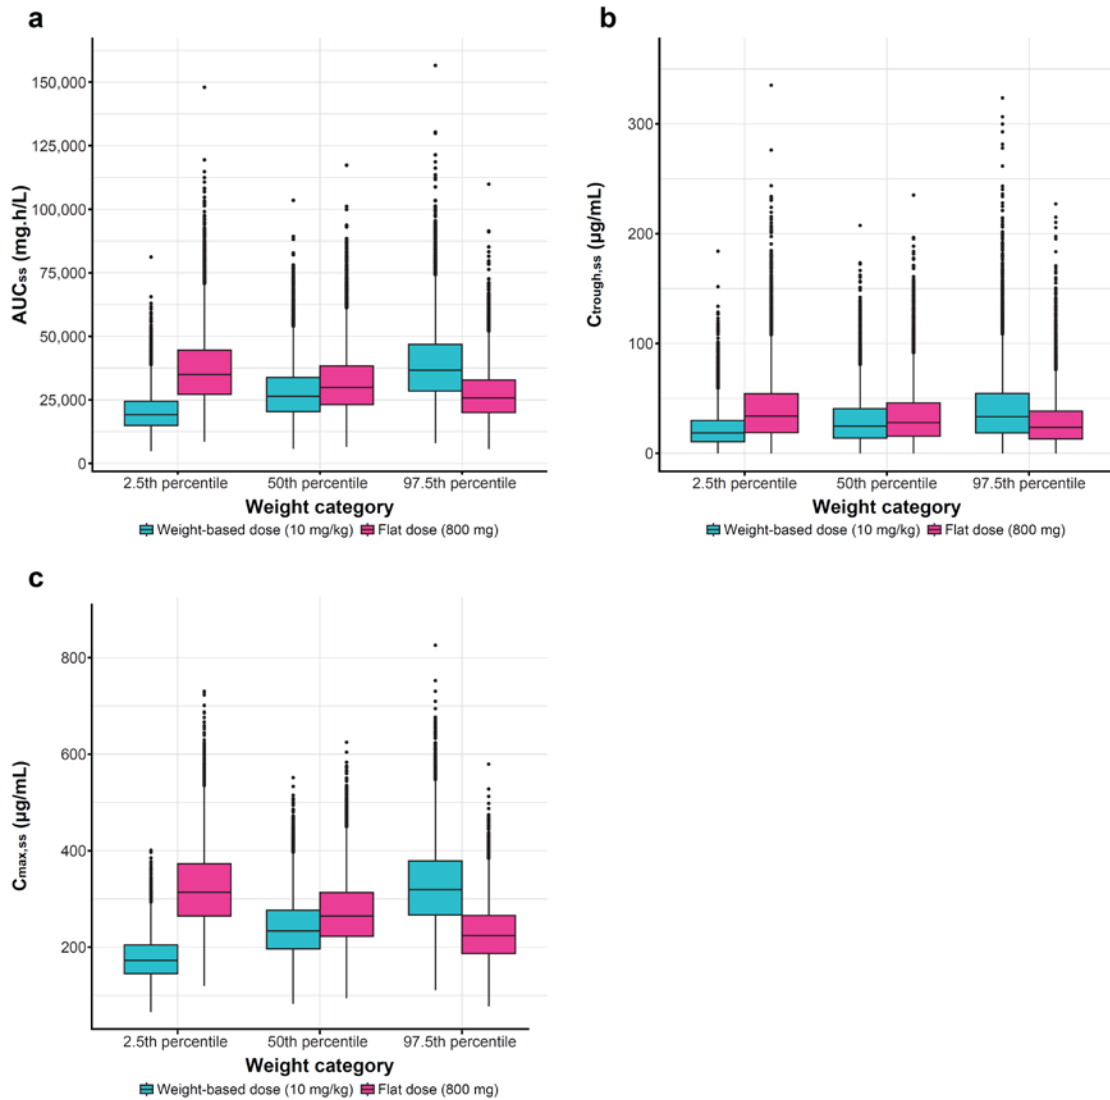 a
AUCss (mg.h/L)
150,000
125,000
100,000
75,000
50,000
25,000
0
2.5th percentile 50th percentile 97.5th percentile
Weight category
Weight-based dose (10 mg/kg) Flat dose (800 mg)
b
Ctrough,ss (µg/mL)
300
200
100
0
2.5th percentile 50th percentile 97.5th percentile
Weight category
Weight-based dose (10 mg/kg) Flat dose (800 mg)
c
Cmax,ss (µg/mL)
800
600
400
200
2.5th percentile 50th percentile 97.5th percentile
Weight category
Weight-based dose (10 mg/kg) Flat dose (800 mg)